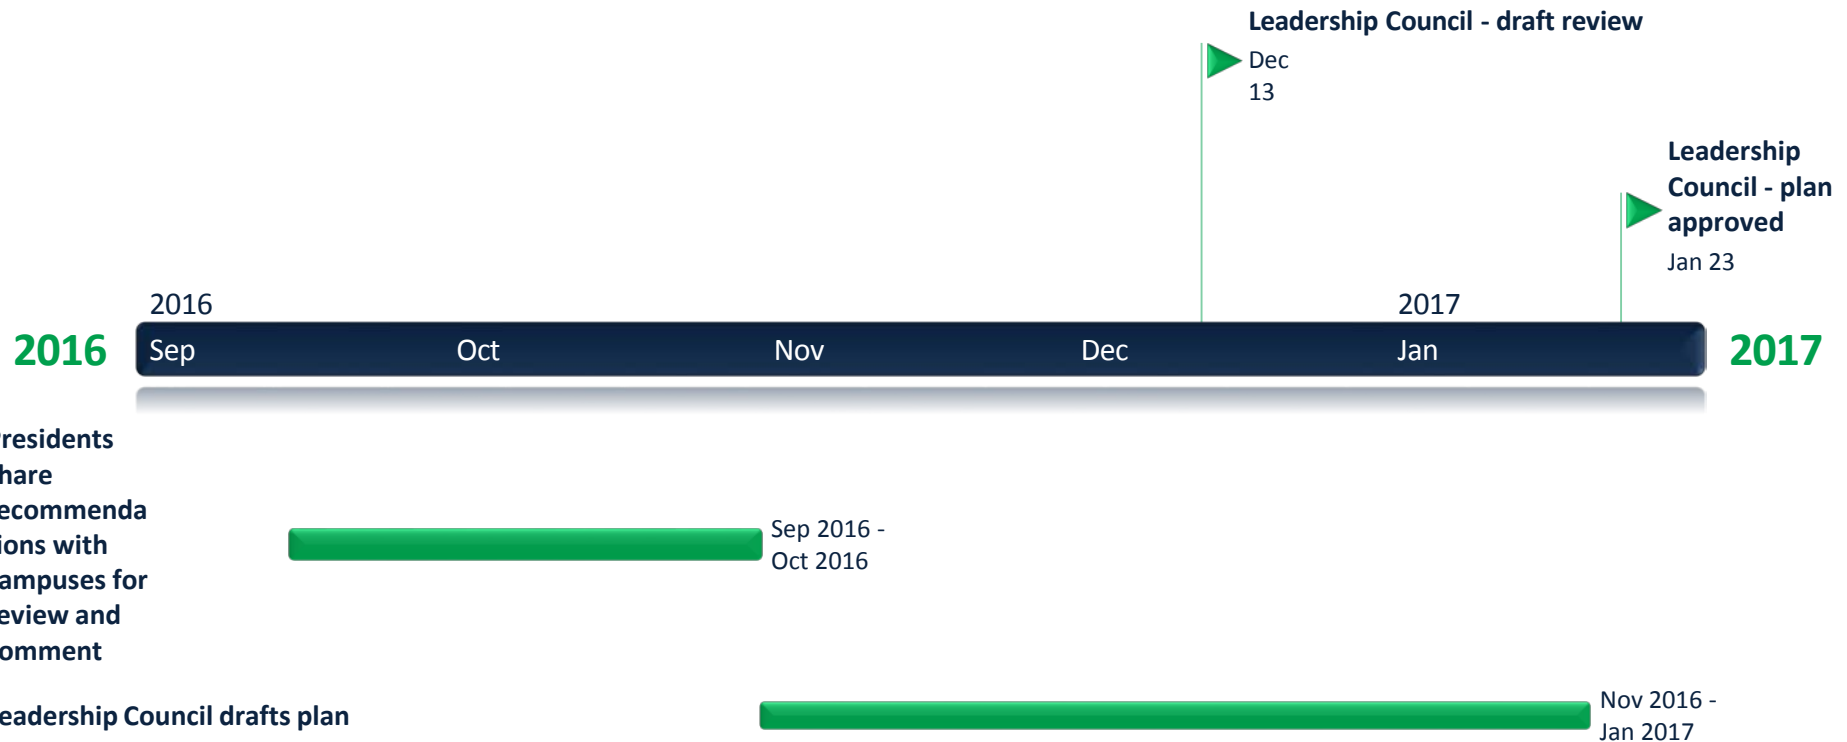 Leadership Council - draft review
Dec
13
Leadership
Council - plan
approved
Jan 23
2016
2017
2016
Sep
Oct
Nov
Dec
Jan
2017
residents
hare
ecommenda
ions with
ampuses for
eview and
omment
Sep 2016 -
Oct 2016
eadership Council drafts plan
Nov 2016 -
Jan 2017